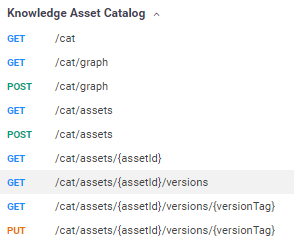 Knowledge Asset Catalog
GET /cat
GET /cat/graph
POST /cat/graph
GET /cat/assets
POST /cat/assets
GET /cat/assets/{assetId}
GET /cat/assets/{assetId}/versions
GET /cat/assets/{assetId}/versions/{versionTag}
PUT /cat/assets/{assetId}/versions/{versionTag}